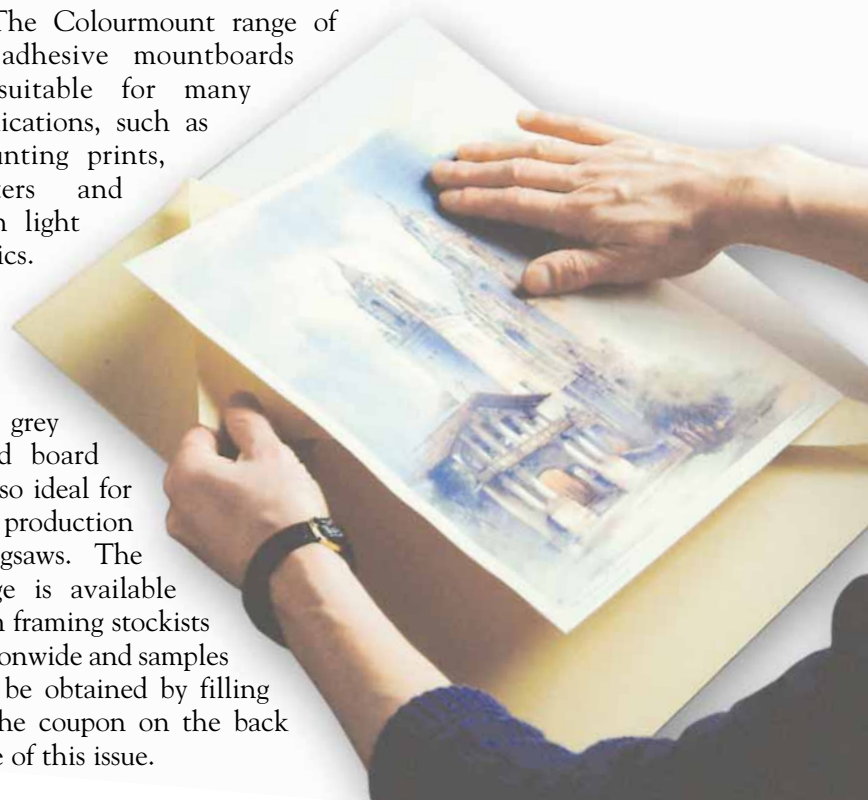 The Colourmount range of
adhesive mountboards
suitable for many
ications, such as
unting prints,
ters and
n light
ics.
grey
d board
so ideal for
production
gsaws. The
ge is available
n framing stockists
onwide and samples
be obtained by filling
he coupon on the back
e of this issue.